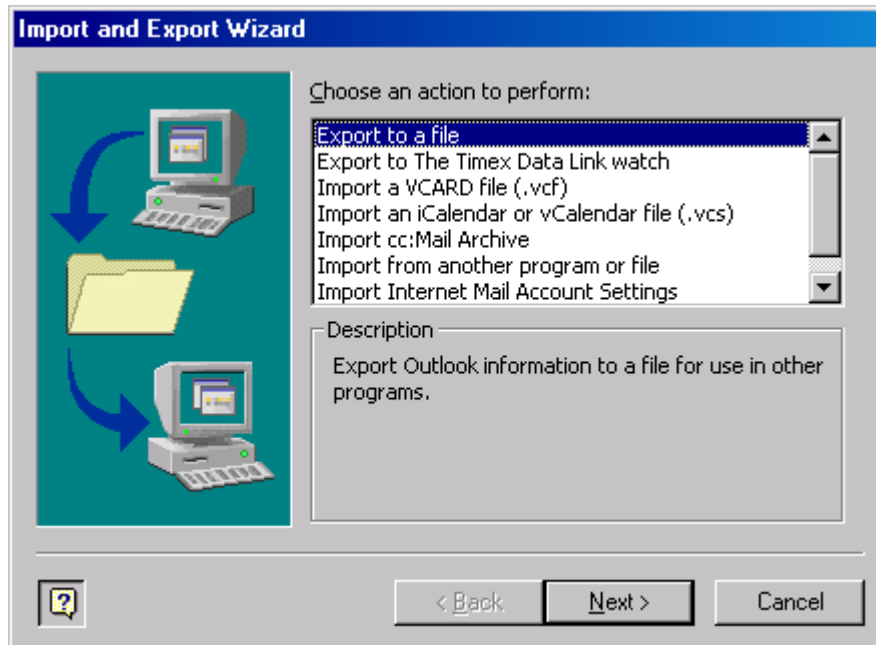 Import and Export Wizard
Choose an action to perform:
Export to a file
Export to The Timex Data Link watch
Import a VCARD file (.vcf)
Import an iCalendar or vCalendar file (.vcs)
Import cc:Mail Archive
Import from another program or file
Import Internet Mail Account Settings
Description
Export Outlook information to a file for use in other
programs.
?
< Back
Next >
Cancel